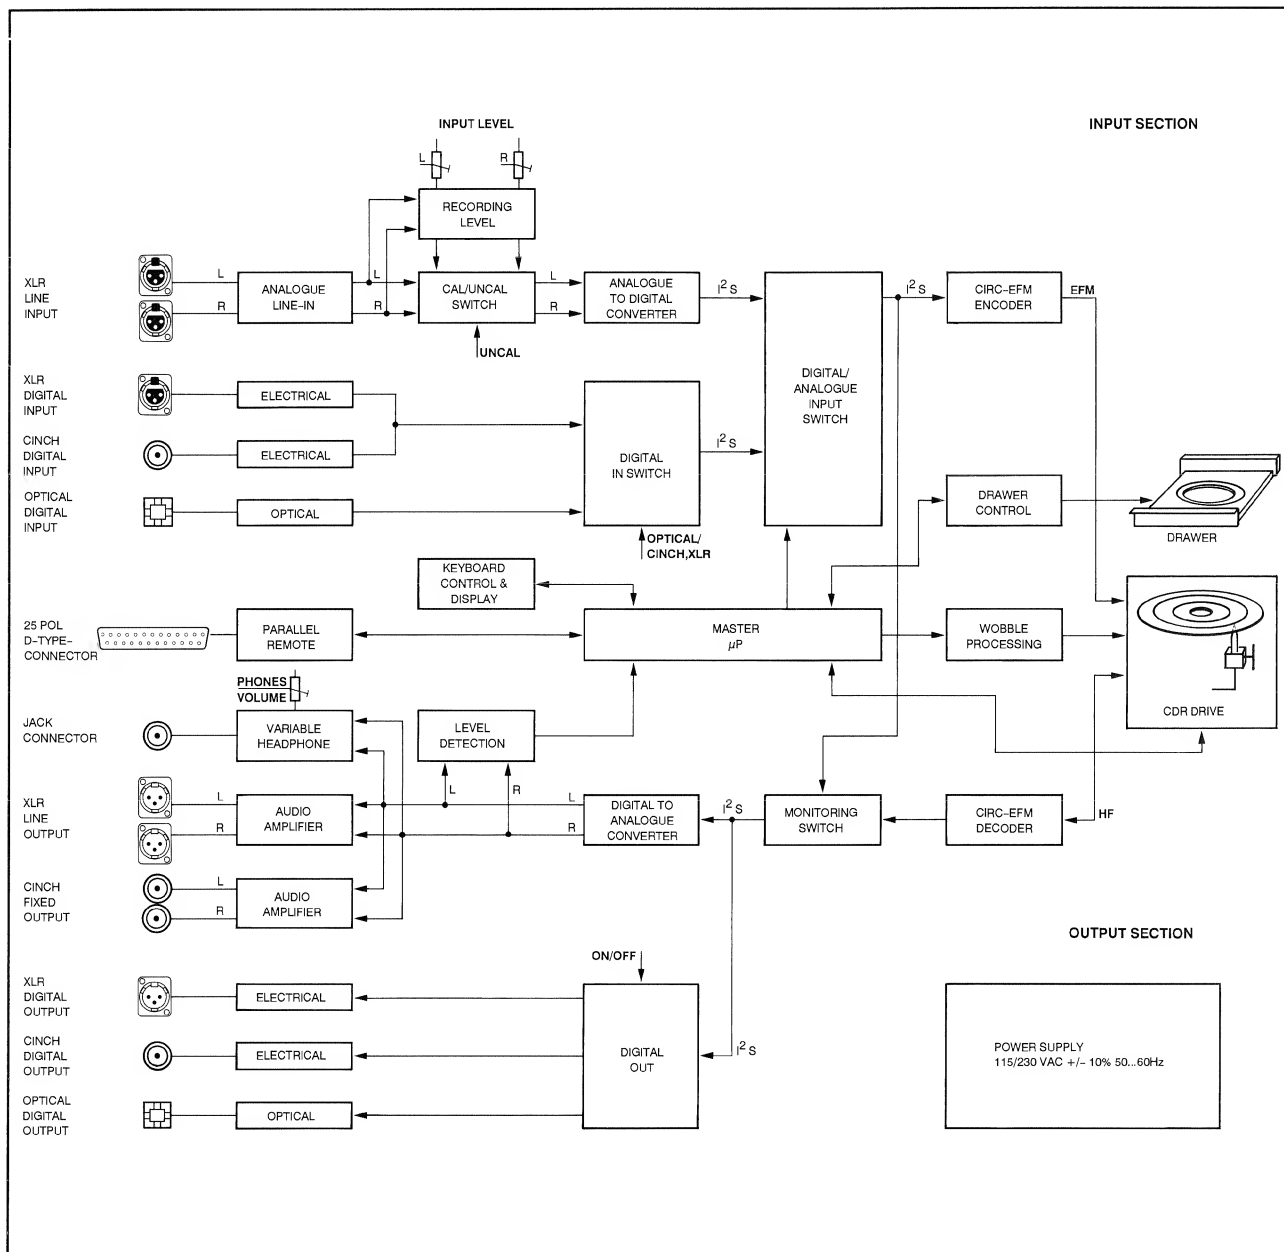 INPUT LEVEL
INPUT SECTION
L
R
RECORDING
LEVEL
XLR
LINE
INPUT
L
R
ANALOGUE
LINE-IN
L
R
CAL/UNCAL
SWITCH
L
R
ANALOGUE
TO DIGITAL
CONVERTER
I²S
I²S
CIRC-EFM
ENCODER
EFM
UNCAL
XLR
DIGITAL
INPUT
ELECTRICAL
DIGITAL/
ANALOGUE
INPUT
SWITCH
CINCH
DIGITAL
INPUT
ELECTRICAL
DIGITAL
IN SWITCH
I²S
OPTICAL
DIGITAL
INPUT
OPTICAL
DRAWER
CONTROL
DRAWER
OPTICAL/
CINCH,XLR
KEYBOARD
CONTROL &
DISPLAY
25 POL
D-TYPE-
CONNECTOR
PARALLEL
REMOTE
MASTER
µP
WOBBLE
PROCESSING
PHONES
VOLUME
CDR DRIVE
JACK
CONNECTOR
VARIABLE
HEADPHONE
LEVEL
DETECTION
L
R
XLR
LINE
OUTPUT
L
R
AUDIO
AMPLIFIER
L
R
DIGITAL TO
ANALOGUE
CONVERTER
I²S
MONITORING
SWITCH
CIRC-EFM
DECODER
HF
CINCH
FIXED
OUTPUT
L
R
AUDIO
AMPLIFIER
OUTPUT SECTION
ON/OFF
XLR
DIGITAL
OUTPUT
ELECTRICAL
CINCH
DIGITAL
OUTPUT
ELECTRICAL
DIGITAL
OUT
I²S
POWER SUPPLY
115/230 VAC +/- 10% 50...60Hz
OPTICAL
DIGITAL
OUTPUT
OPTICAL